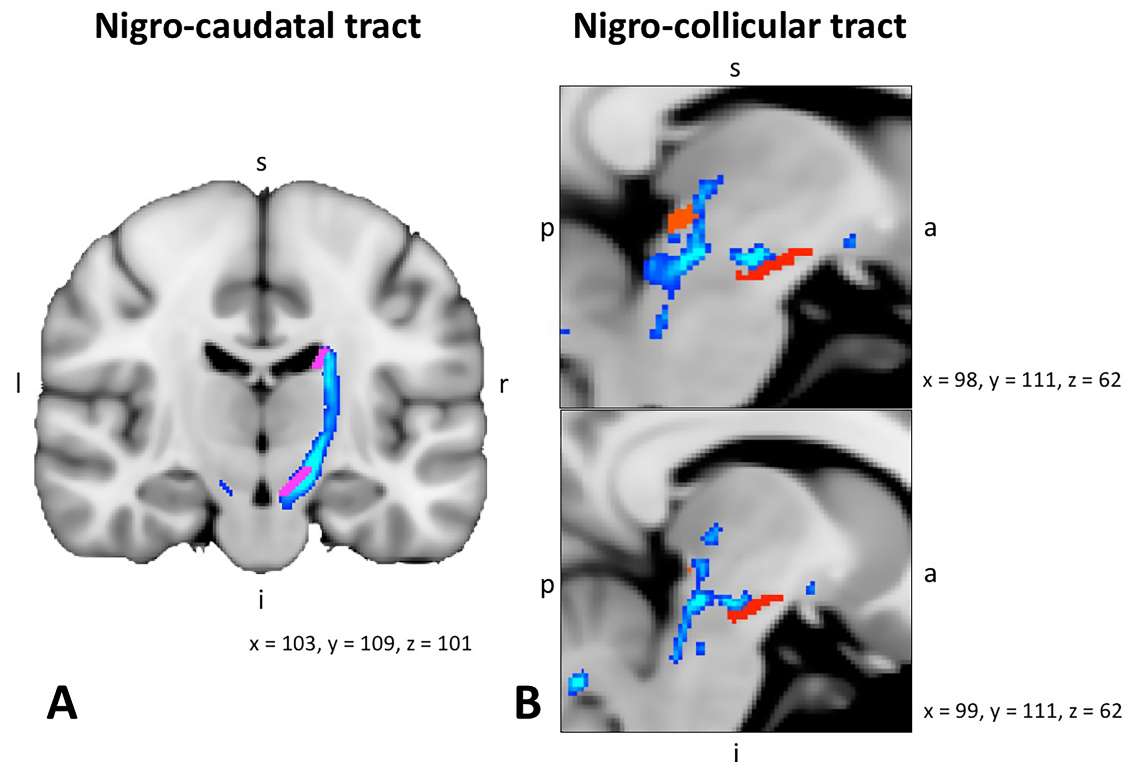 Nigro-caudatal tract
s
l
r
i
x = 103, y = 109, z = 101
A
Nigro-collicular tract
s
p
a
x = 98, y = 111, z = 62
p
a
x = 99, y = 111, z = 62
i
B